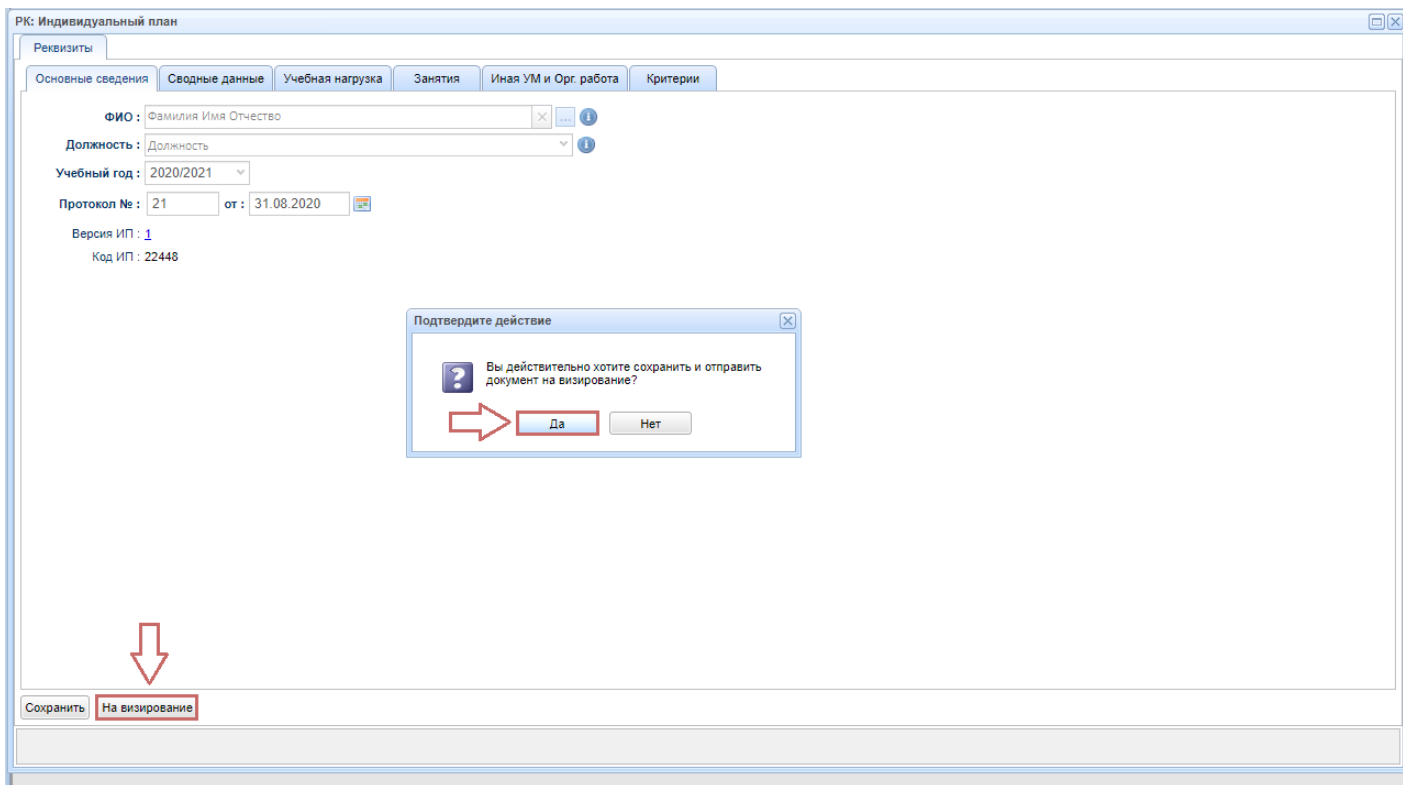 РК: Индивидуальный план
Реквизиты
Основные сведения Сводные данные Учебная нагрузка Занятия Иная УМ и Орг. работа Критерии
ФИО : Фамилия Имя Отчество ...
Должность : Должность
Учебный год : 2020/2021
Протокол № : 21 от : 31.08.2020
Версия ИП : 1
Код ИП : 22448
Подтвердите действие
Вы действительно хотите сохранить и отправить
документ на визирование?
Да Нет
Сохранить На визирование